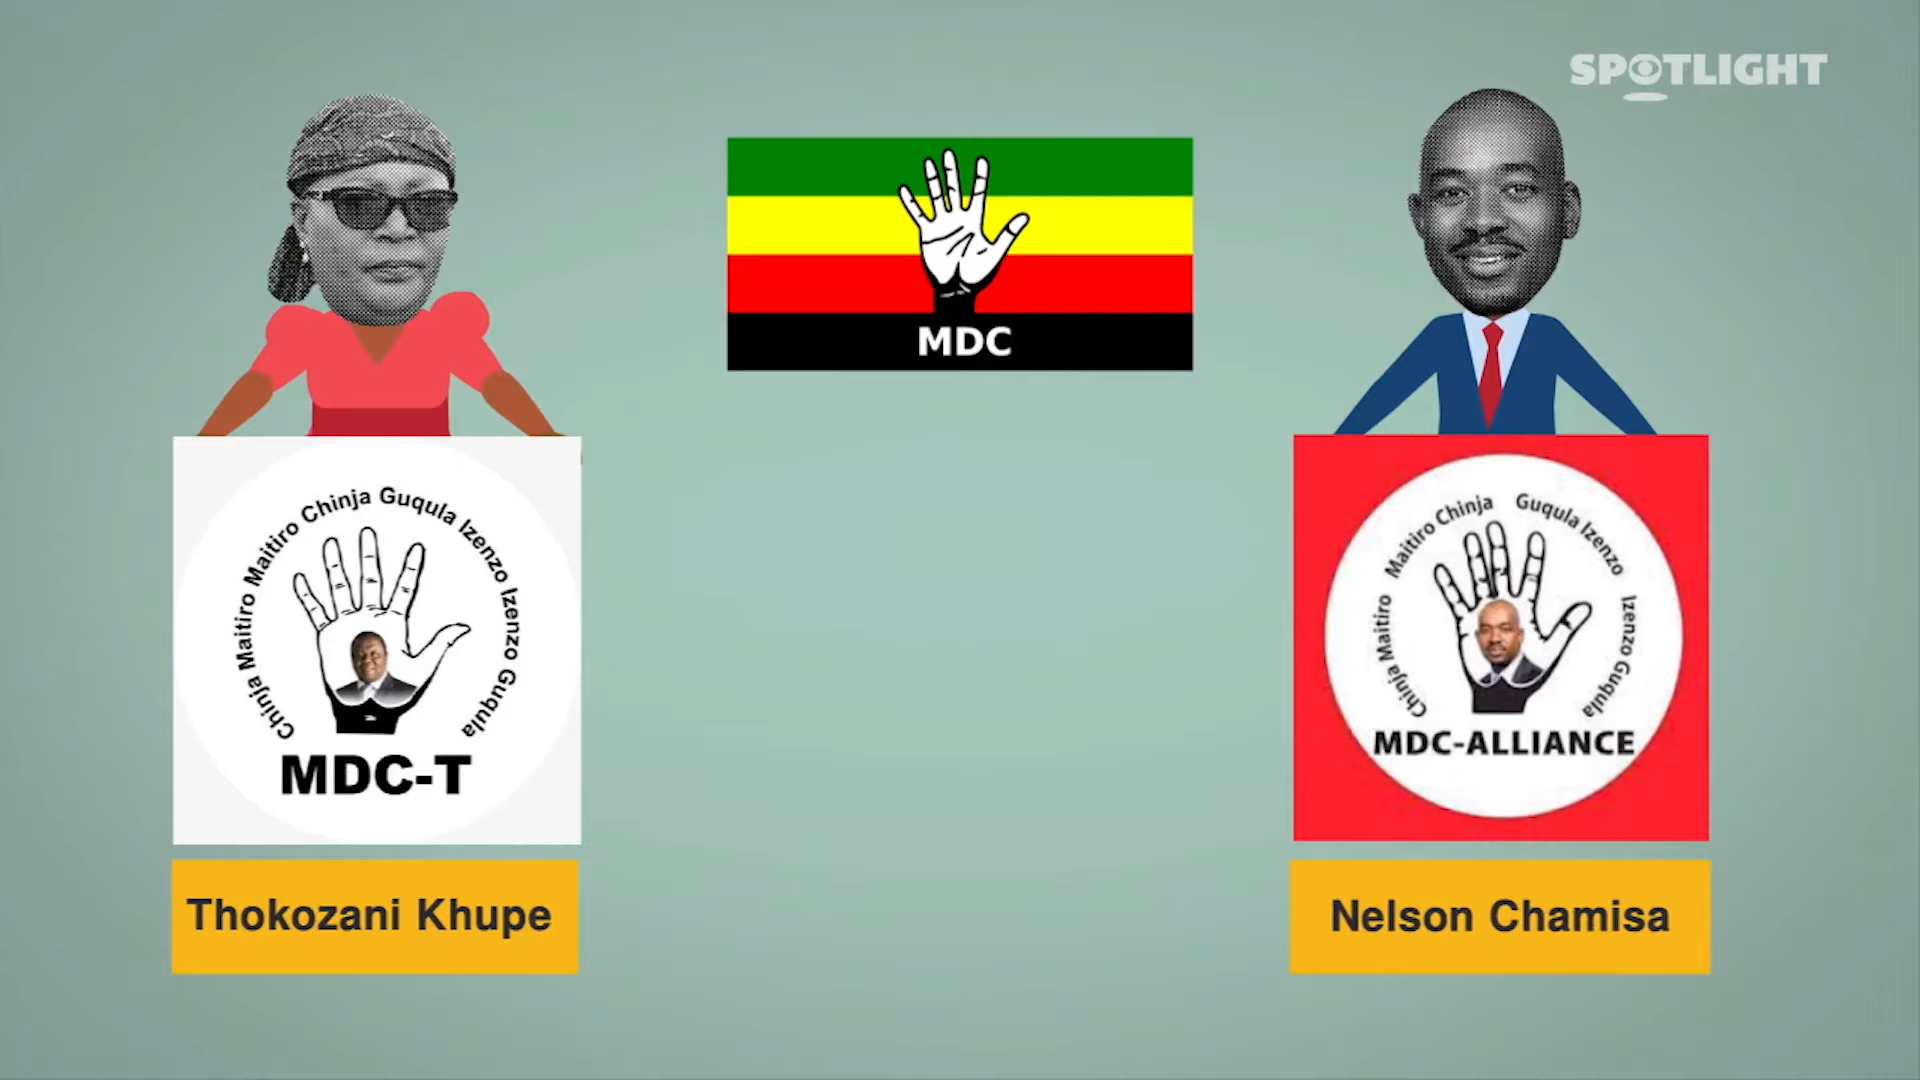 SPOTLIGHT
MDC
Chinja Maitiro Maitiro Chinja Guqula Izenzo Izenzo Guqula
MDC-T
Thokozani Khupe
Chinja Maitiro Maitiro Chinja Guqula Izenzo Izenzo Guqula
MDC-ALLIANCE
Nelson Chamisa